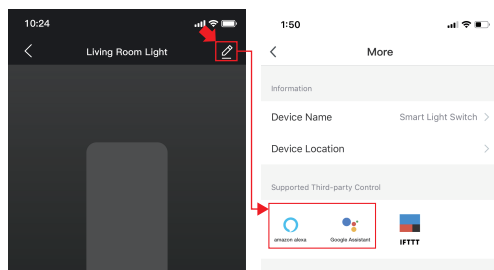 10:24
Living Room Light
1:50
More
Information
Device Name
Smart Light Switch
Device Location
Supported Third-party Control
amazon alexa
Google Assistant
IFTTT